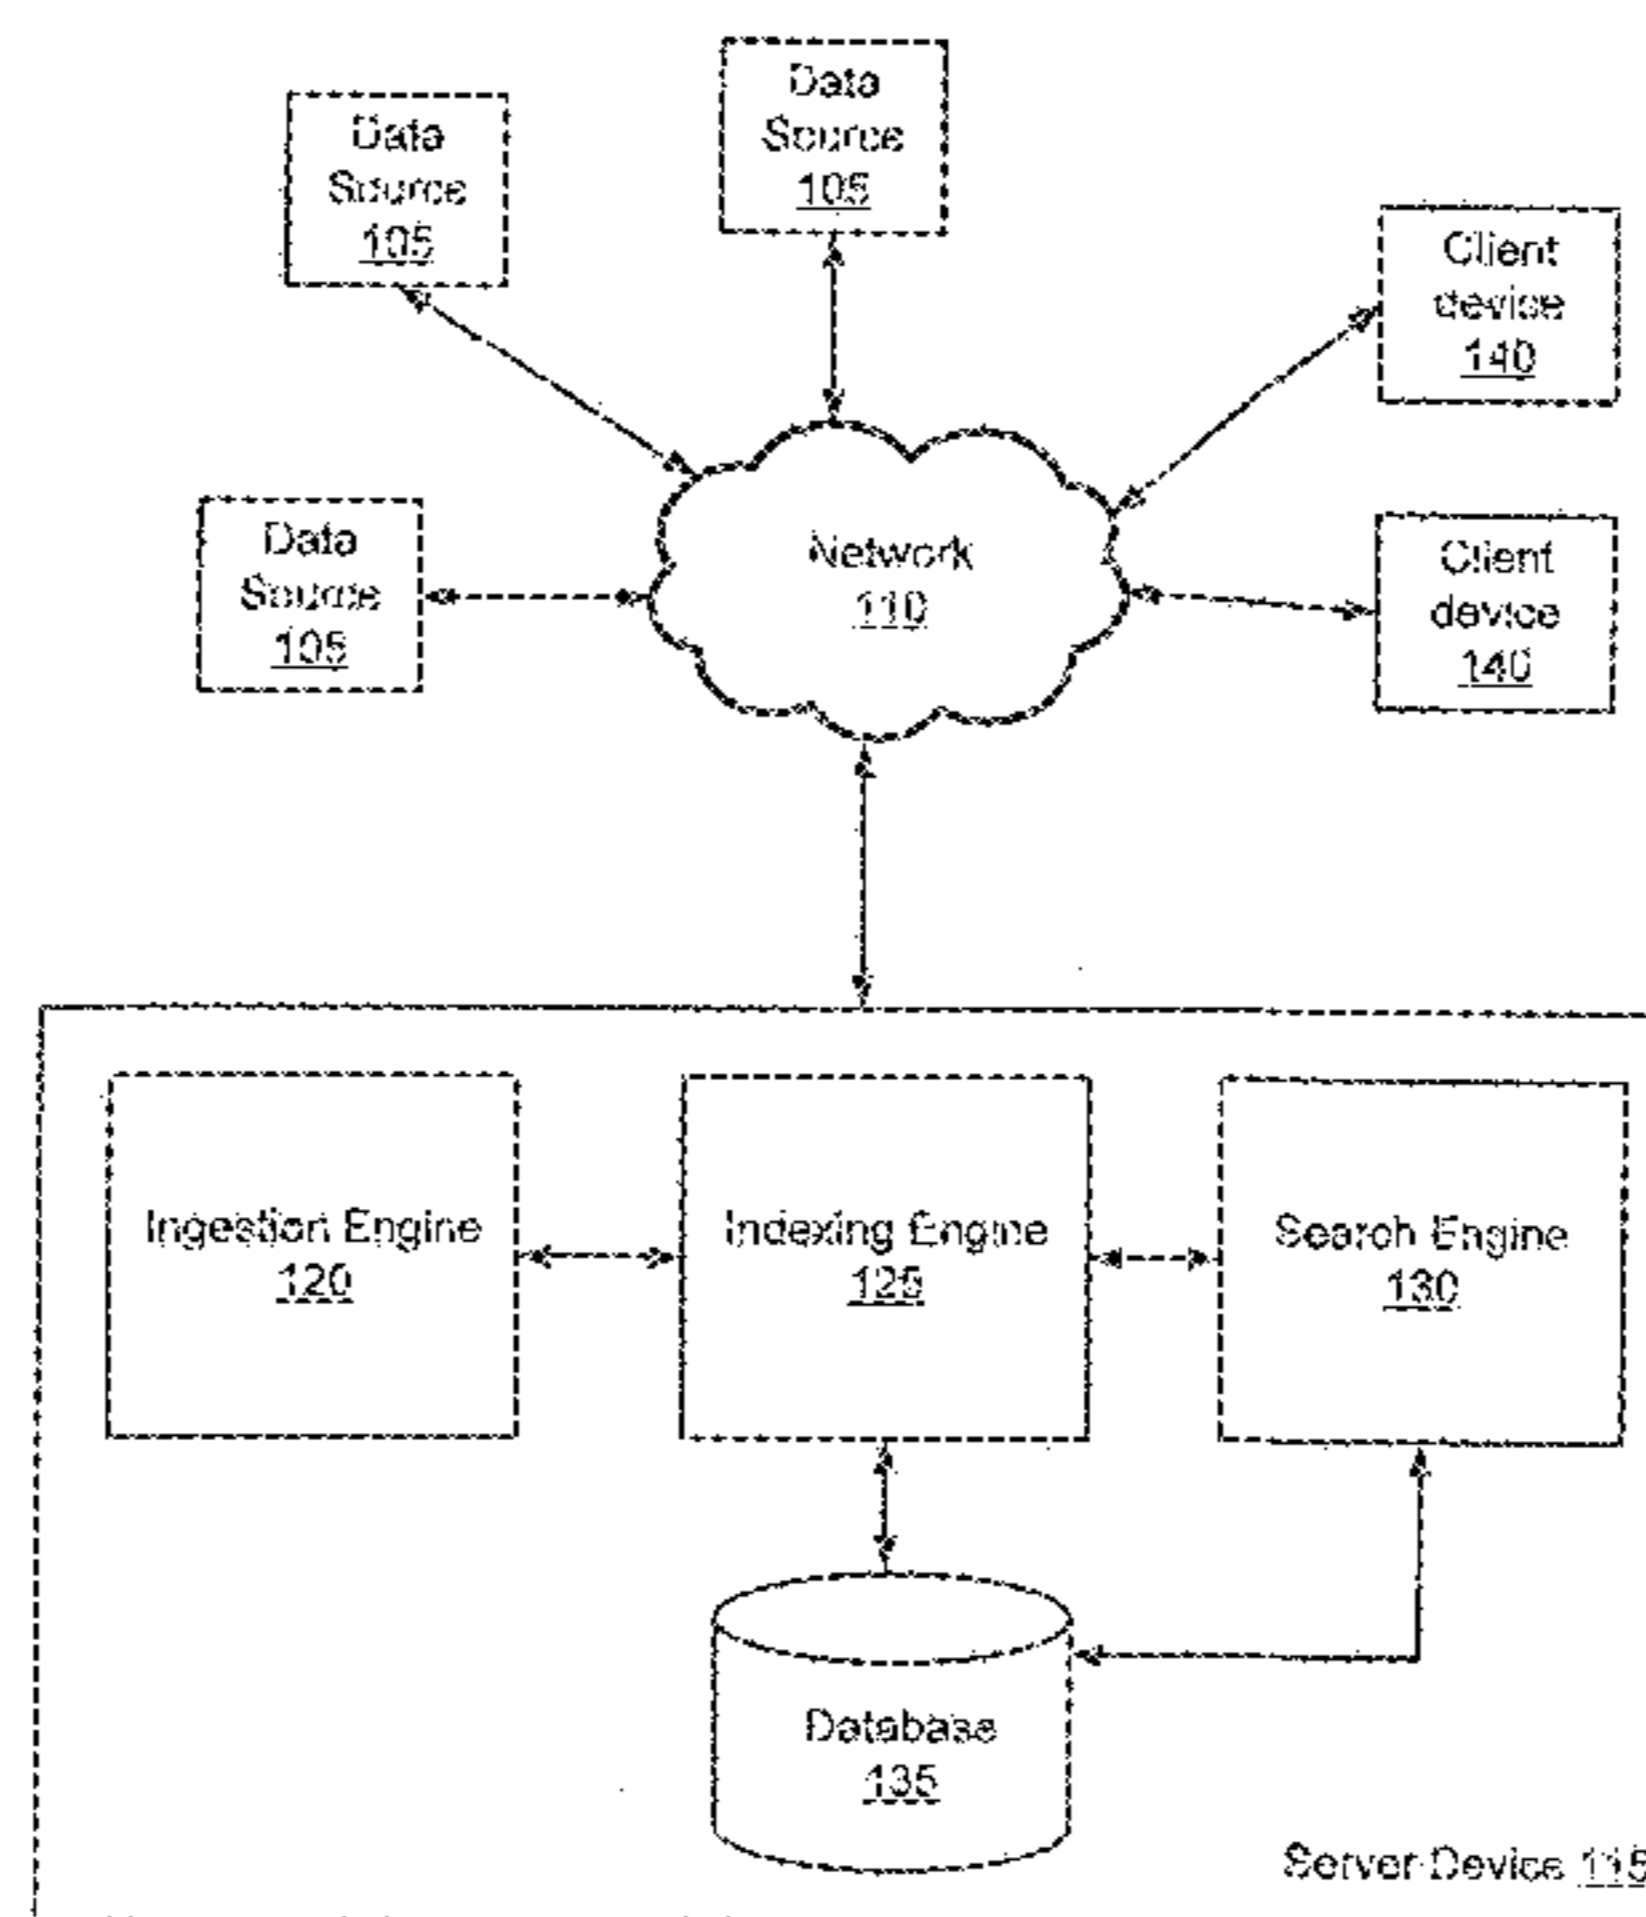 Data
Source
105
Data
Source
105
Client
device
140
Data
Source
105
Network
110
Client
device
140
Ingestion Engine
120
Indexing Engine
125
Search Engine
130
Database
135
Server Device 115